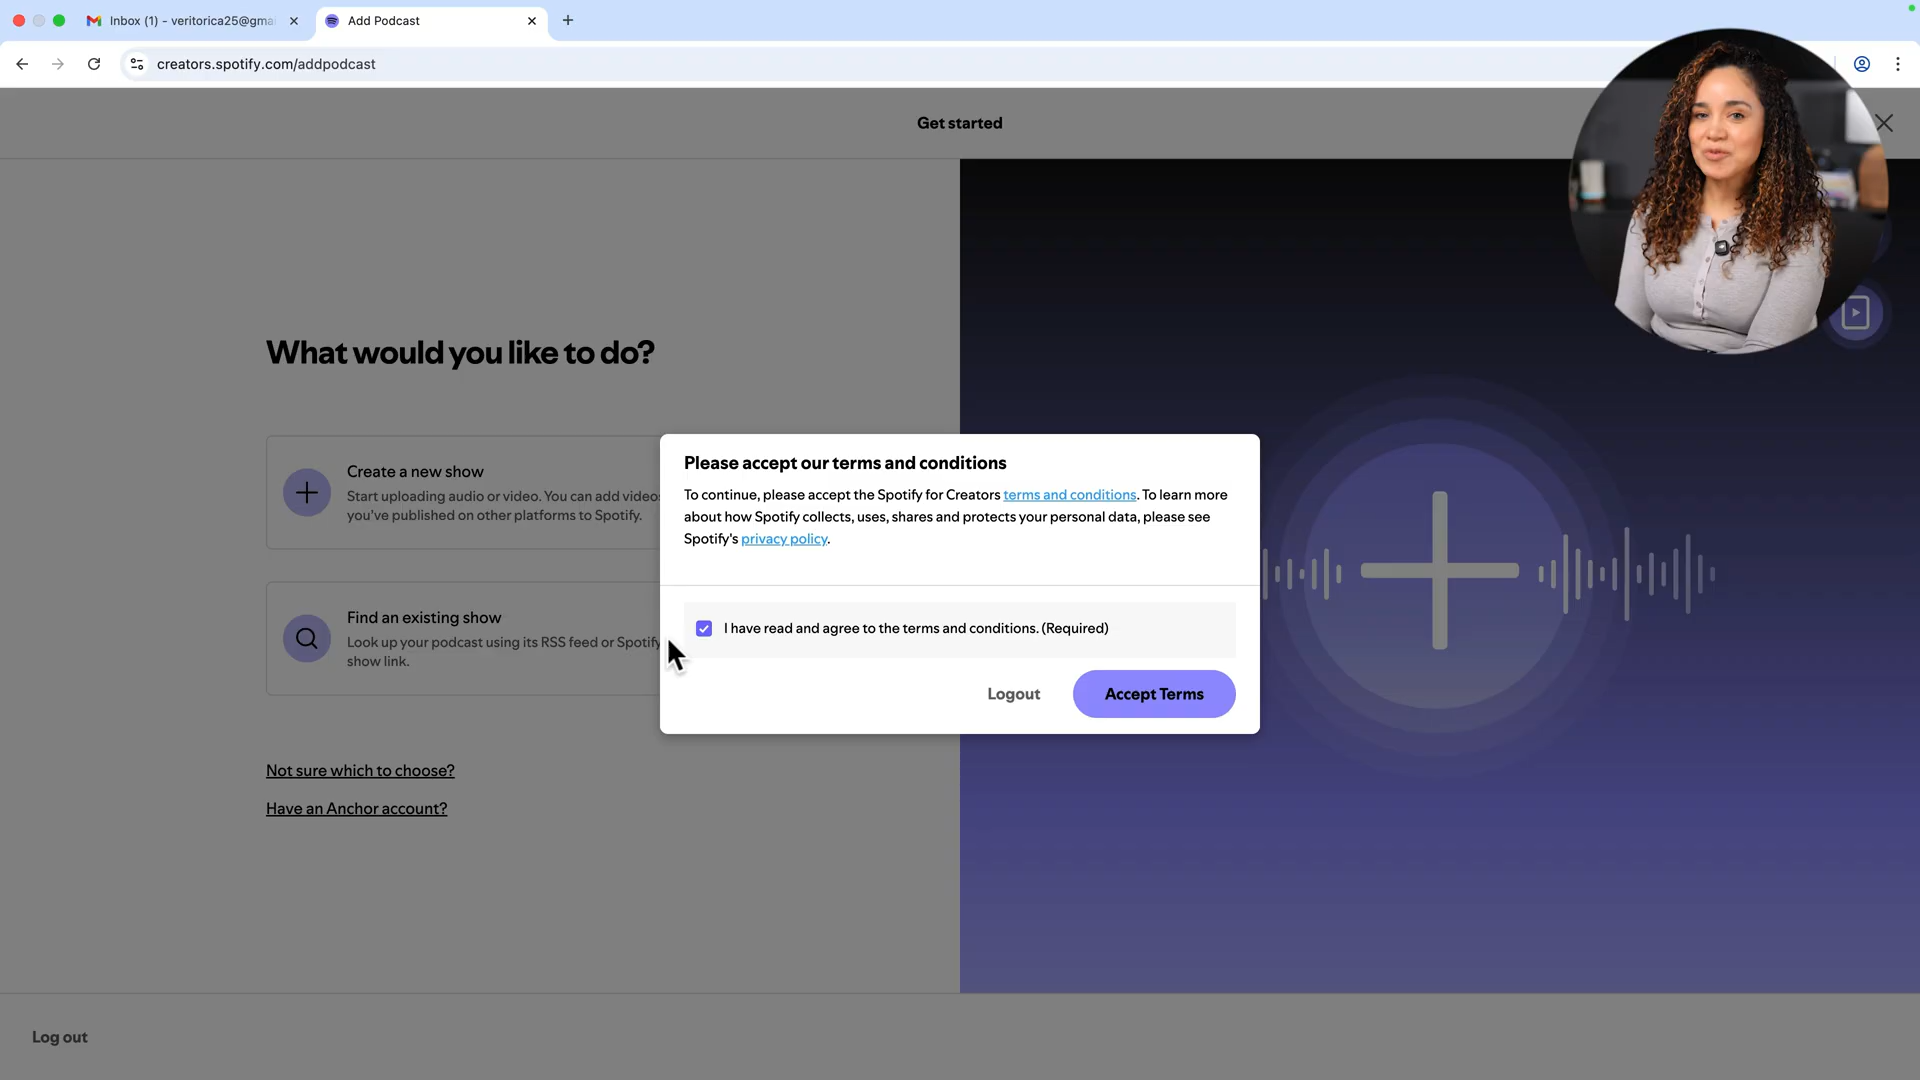 Inbox (1) - veritorica25@gma
Add Podcast
creators.spotify.com/addpodcast
Get started
What would you like to do?
Create a new show
Start uploading audio or video. You can add videos
you've published on other platforms to Spotify.
Find an existing show
Look up your podcast using its RSS feed or Spotify
show link.
Not sure which to choose?
Have an Anchor account?
Please accept our terms and conditions
To continue, please accept the Spotify for Creators terms and conditions. To learn more
about how Spotify collects, uses, shares and protects your personal data, please see
Spotify's privacy policy.
I have read and agree to the terms and conditions. (Required)
Logout
Accept Terms
Log out